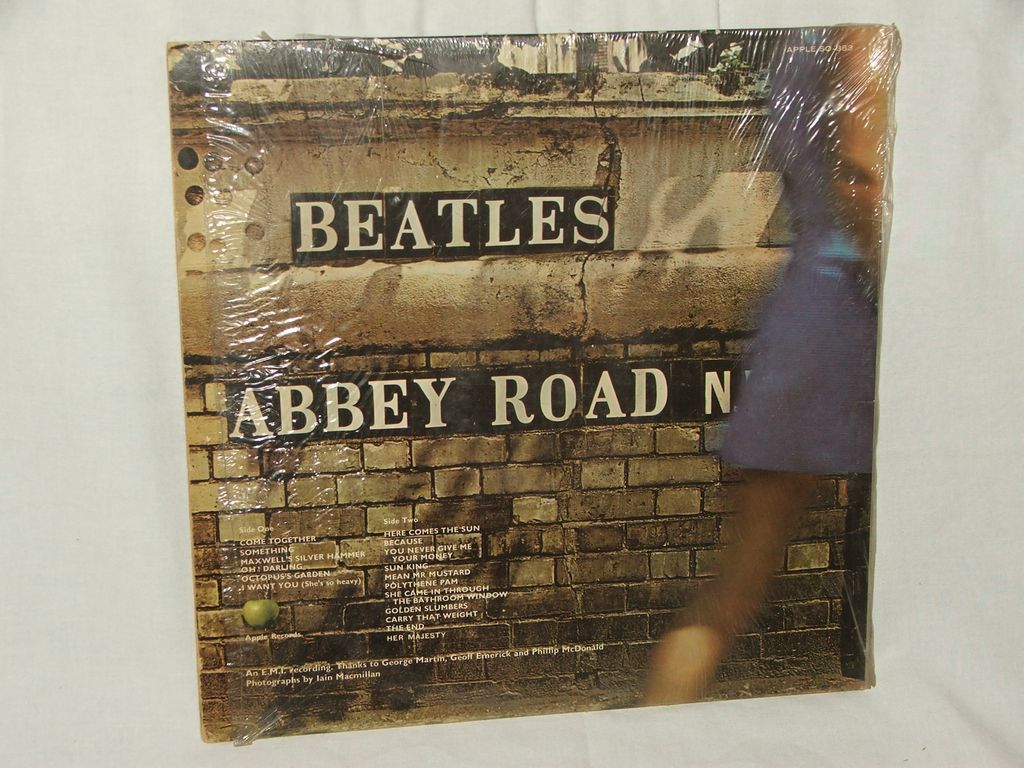 APPLE SO-383
BEATLES
ABBEY ROAD N
Side One
COME TOGETHER
SOMETHING
MAXWELL'S SILVER HAMMER
OH! DARLING
OCTOPUS'S GARDEN
I WANT YOU (She's so heavy)
Apple Records
Side Two
HERE COMES THE SUN
BECAUSE
YOU NEVER GIVE ME
YOUR MONEY
SUN KING
MEAN MR MUSTARD
POLYTHENE PAM
SHE CAME IN THROUGH
THE BATHROOM WINDOW
GOLDEN SLUMBERS
CARRY THAT WEIGHT
THE END
HER MAJESTY
An E.M.I. recording. Thanks to George Martin, Geoff Emerick and Phillip McDonald
Photographs by Iain Macmillan